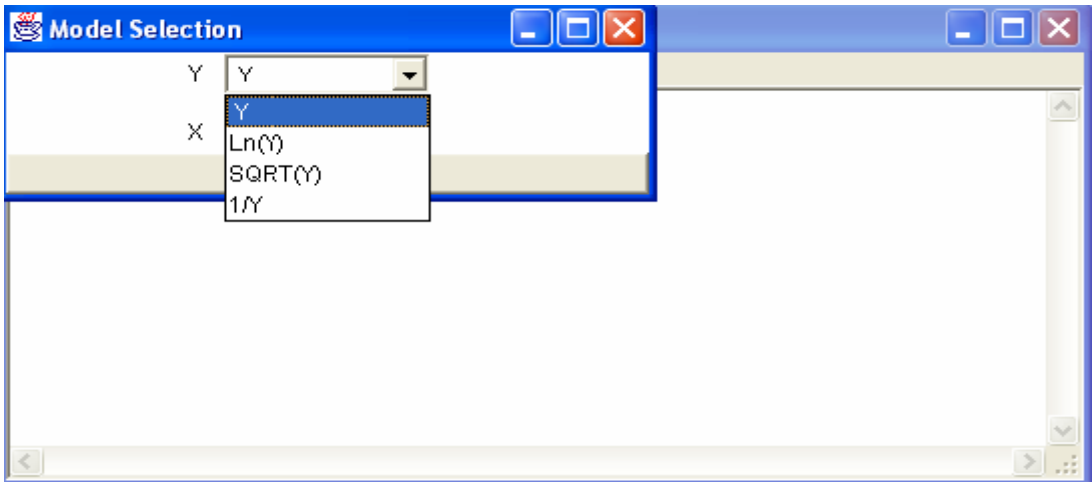 Model Selection
Y Y
Y
X
Ln(Y)
SQRT(Y)
1/Y